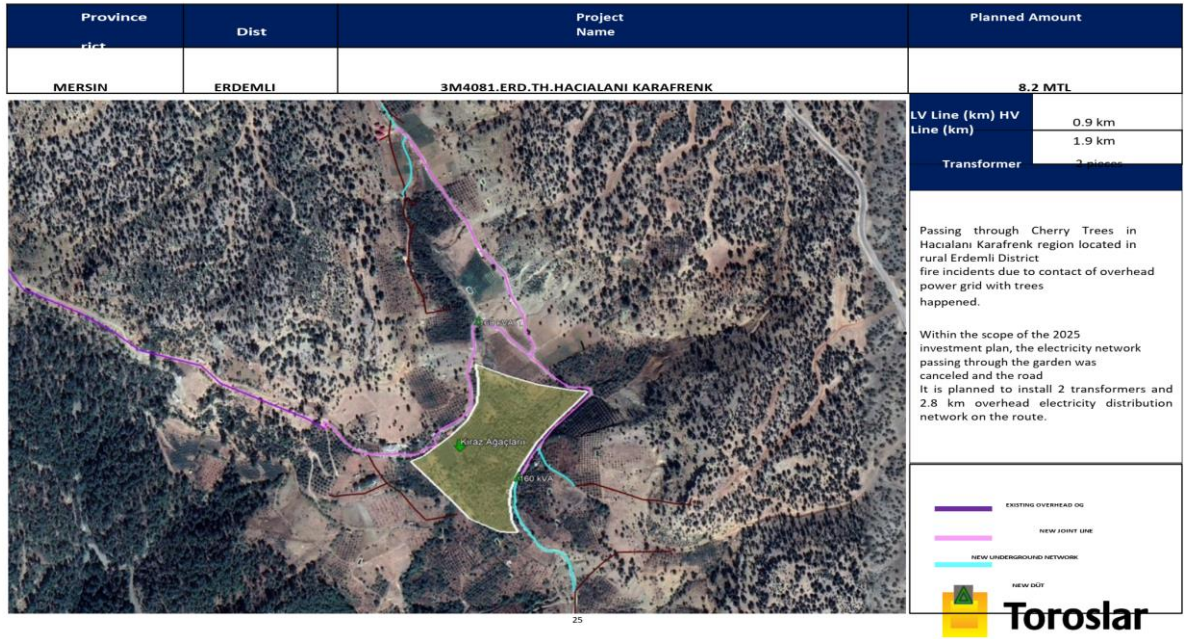 Province
rict
Dist
Project
Name
Planned Amount
MERSIN
ERDEMLI
3M4081.ERD.TH.HACIALANI KARAFRENK
8.2 MTL
LV Line (km) HV
Line (km)
0.9 km
1.9 km
Transformer
2 pieces
Passing through Cherry Trees in
Hacıalanı Karafrenk region located in
rural Erdemli District
fire incidents due to contact of overhead
power grid with trees
happened.
Within the scope of the 2025
investment plan, the electricity network
passing through the garden was
canceled and the road
It is planned to install 2 transformers and
2.8 km overhead electricity distribution
network on the route.
Kiraz Ağaçları
160 kVA
EXISTING OVERHEAD OG
NEW JOINT LINE
NEW UNDERGROUND NETWORK
NEW DÜT
Toroslar
25